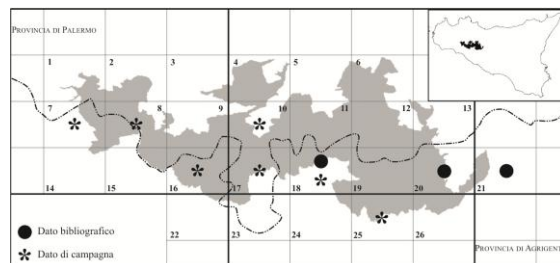 PROVINCIA DI PALERMO
1 2 3 4 5 6
7 8 9 10 11 12 13
14 15 16 17 18 19 20 21
Dato bibliografico
Dato di campagna
22 23 24 25 26
PROVINCIA DI AGRIGENTO